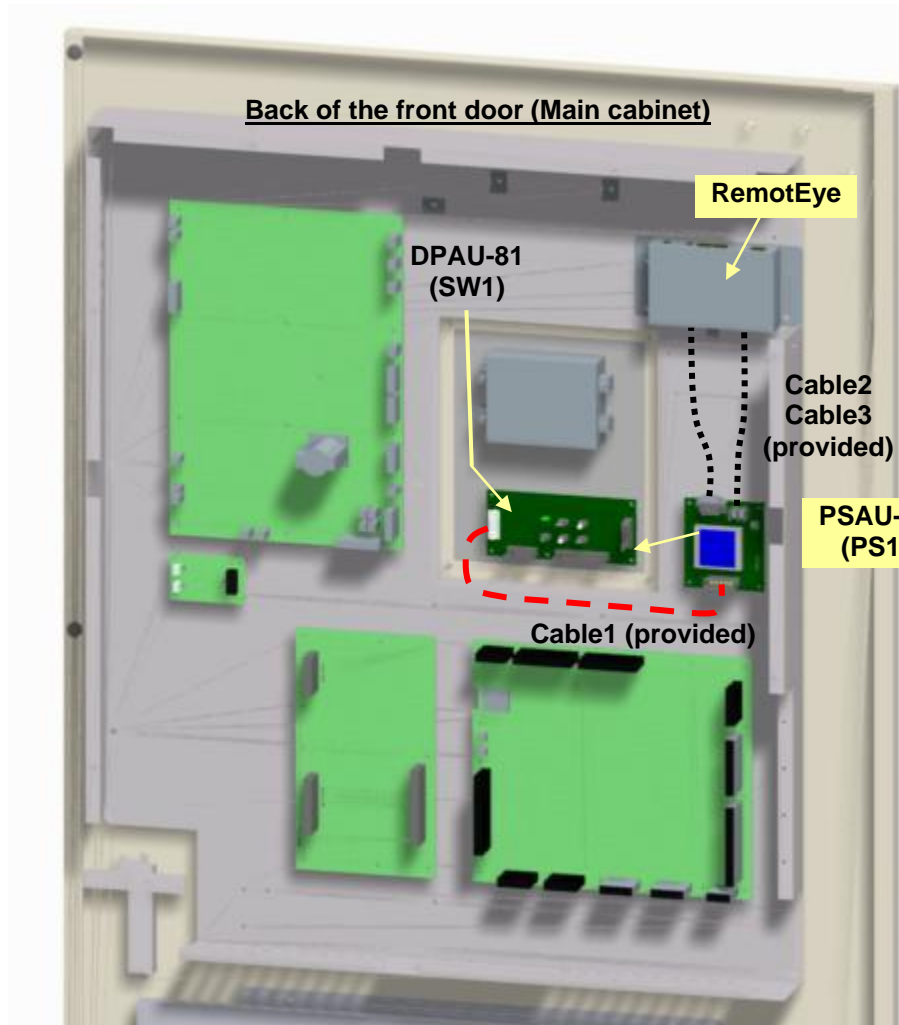 Back of the front door (Main cabinet)
RemotEye
DPAU-81
(SW1)
Cable2
Cable3
(provided)
PSAU-
(PS1
Cable1 (provided)